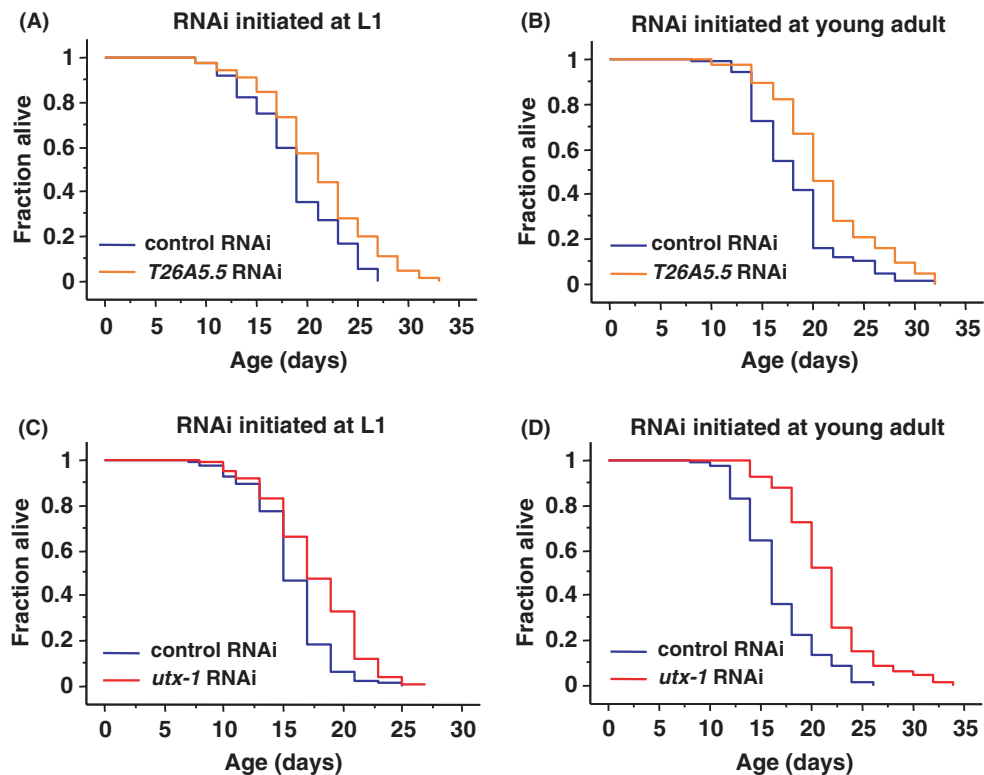 (A)
RNAi initiated at L1
Fraction alive
1
0.8
0.6
0.4
0.2
0
control RNAi
T26A5.5 RNAi
0 5 10 15 20 25 30 35
Age (days)
(B)
RNAi initiated at young adult
Fraction alive
1
0.8
0.6
0.4
0.2
0
control RNAi
T26A5.5 RNAi
0 5 10 15 20 25 30 35
Age (days)
(C)
RNAi initiated at L1
Fraction alive
1
0.8
0.6
0.4
0.2
0
control RNAi
utx-1 RNAi
0 5 10 15 20 25 30
Age (days)
(D)
RNAi initiated at young adult
Fraction alive
1
0.8
0.6
0.4
0.2
0
control RNAi
utx-1 RNAi
0 5 10 15 20 25 30 35
Age (days)